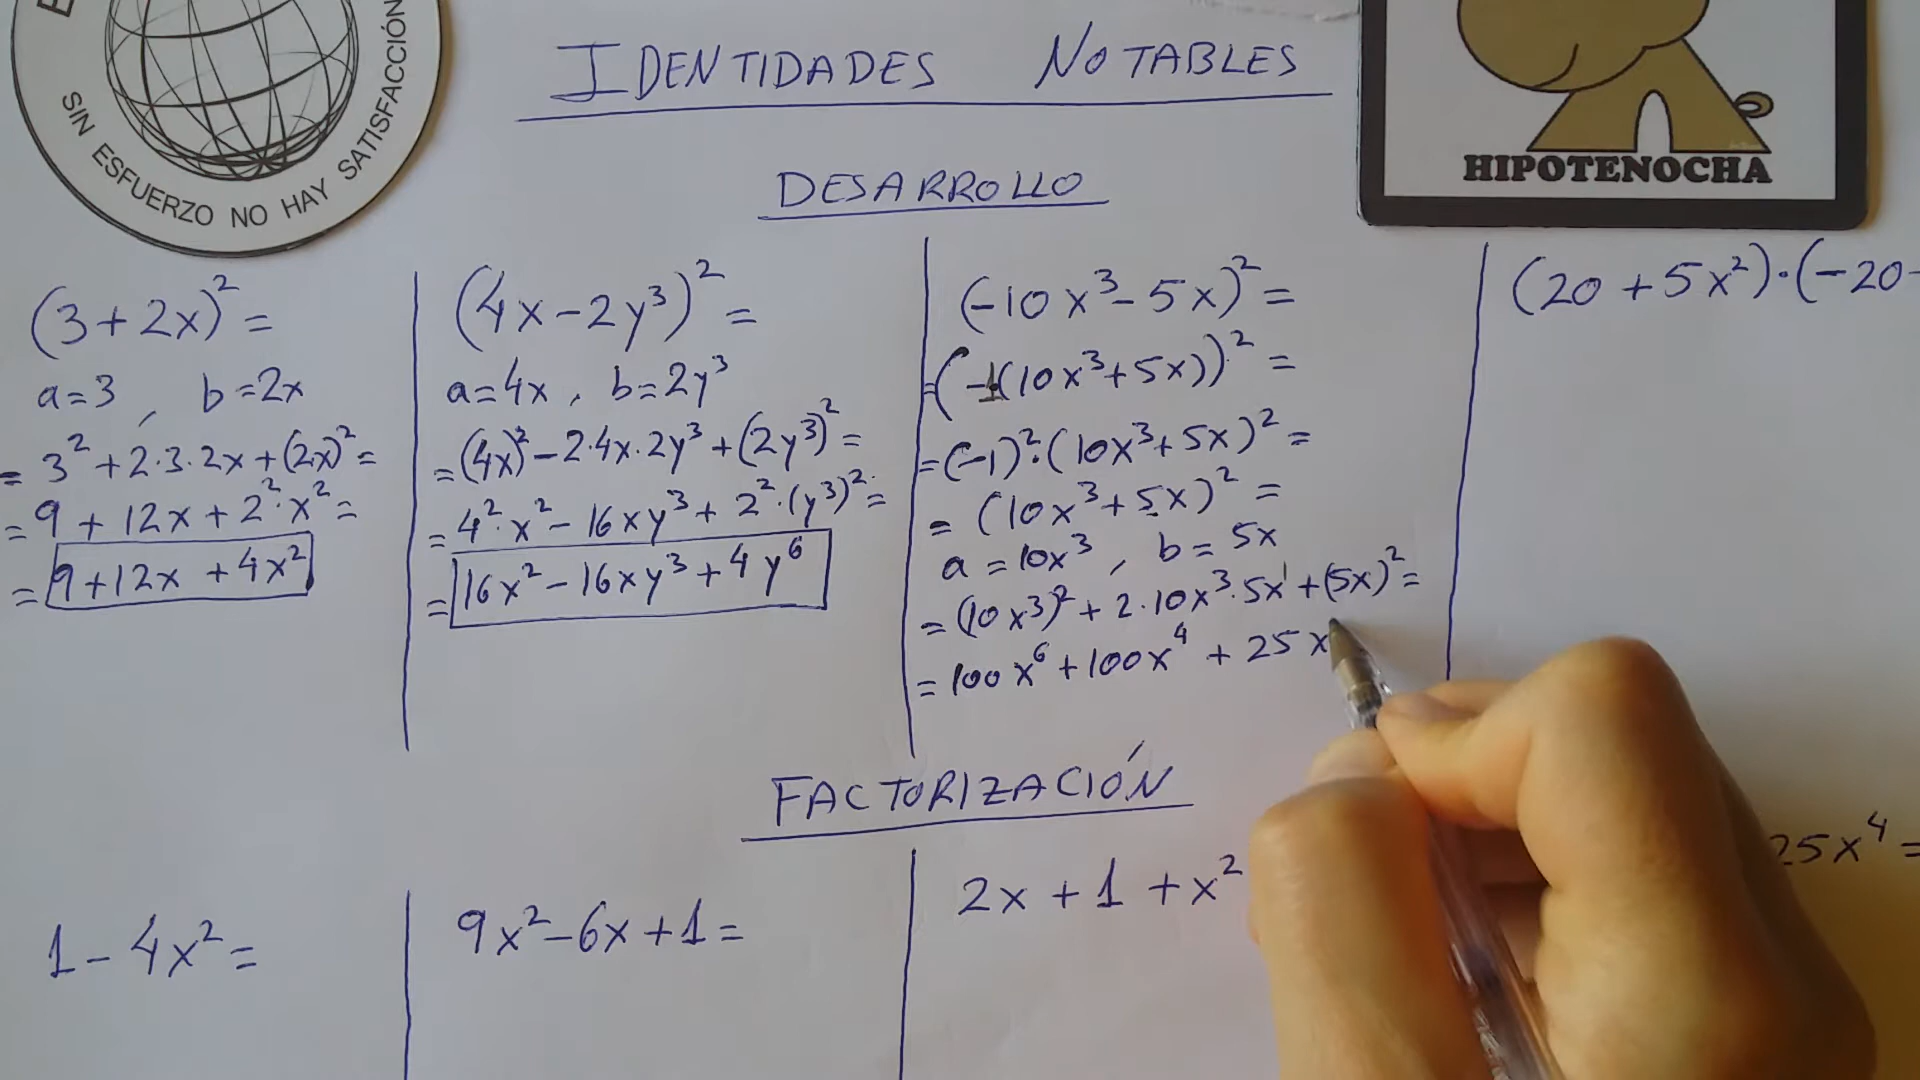 SIN ESFUERZO NO HAY SATISFACCIÓN
IDENTIDADES NOTABLES
HIPOTENOCHA
DESARROLLO
(3+2x)²=
a=3, b=2x
= 3²+2·3·2x+(2x)²=
= 9+12x+2²·x²=
= 9+12x+4x²
(4x-2y³)²=
a=4x, b=2y³
=(4x)²-2·4x·2y³+(2y³)²=
=4²·x²-16xy³+2²·(y³)²=
=16x²-16xy³+4y⁶
(-10x³-5x)²=
=(-1·(10x³+5x))²=
=(-1)²·(10x³+5x)²=
=(10x³+5x)²=
a=10x³, b=5x
=(10x³)²+2·10x³·5x¹+(5x)²=
=100x⁶+100x⁴+25x
(20+5x²)·(-20-
FACTORIZACIÓN
1-4x²=
9x²-6x+1=
2x+1+x²
25x⁴=